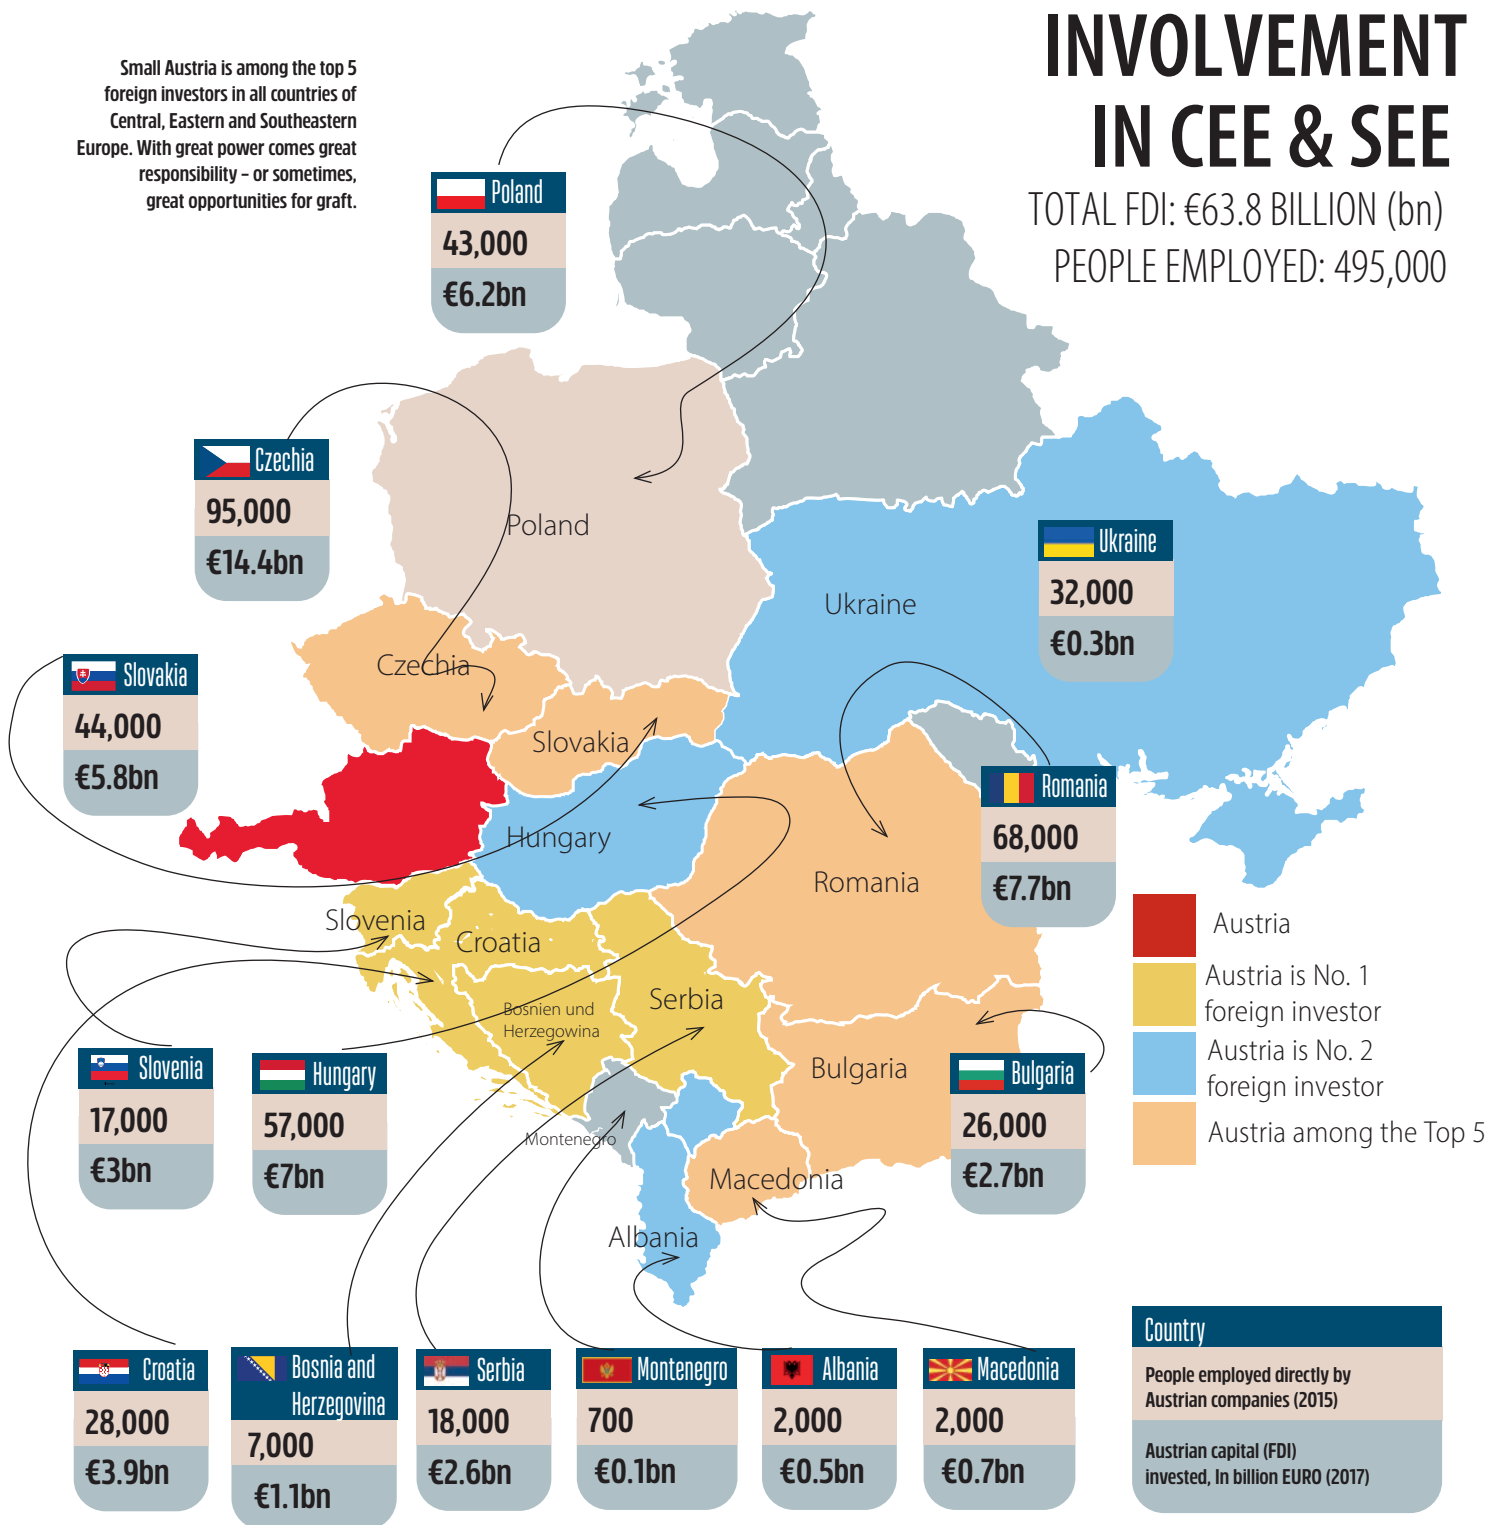 INVOLVEMENT
IN CEE & SEE
TOTAL FDI: €63.8 BILLION (bn)
PEOPLE EMPLOYED: 495,000
Small Austria is among the top 5
foreign investors in all countries of
Central, Eastern and Southeastern
Europe. With great power comes great
responsibility – or sometimes,
great opportunities for graft.
Poland
43,000
€6.2bn
Czechia
95,000
€14.4bn
Poland
Ukraine
32,000
€0.3bn
Ukraine
Czechia
Slovakia
44,000
€5.8bn
Slovakia
Romania
68,000
€7.7bn
Hungary
Romania
Slovenia
Croatia
Serbia
Bosnien und
Herzegowina
Bulgaria
Montenegro
Macedonia
Albania
Austria
Austria is No. 1
foreign investor
Austria is No. 2
foreign investor
Austria among the Top 5
Slovenia
17,000
€3bn
Hungary
57,000
€7bn
Bulgaria
26,000
€2.7bn
Croatia
28,000
€3.9bn
Bosnia and
Herzegovina
7,000
€1.1bn
Serbia
18,000
€2.6bn
Montenegro
700
€0.1bn
Albania
2,000
€0.5bn
Macedonia
2,000
€0.7bn
Country
People employed directly by
Austrian companies (2015)
Austrian capital (FDI)
invested, In billion EURO (2017)